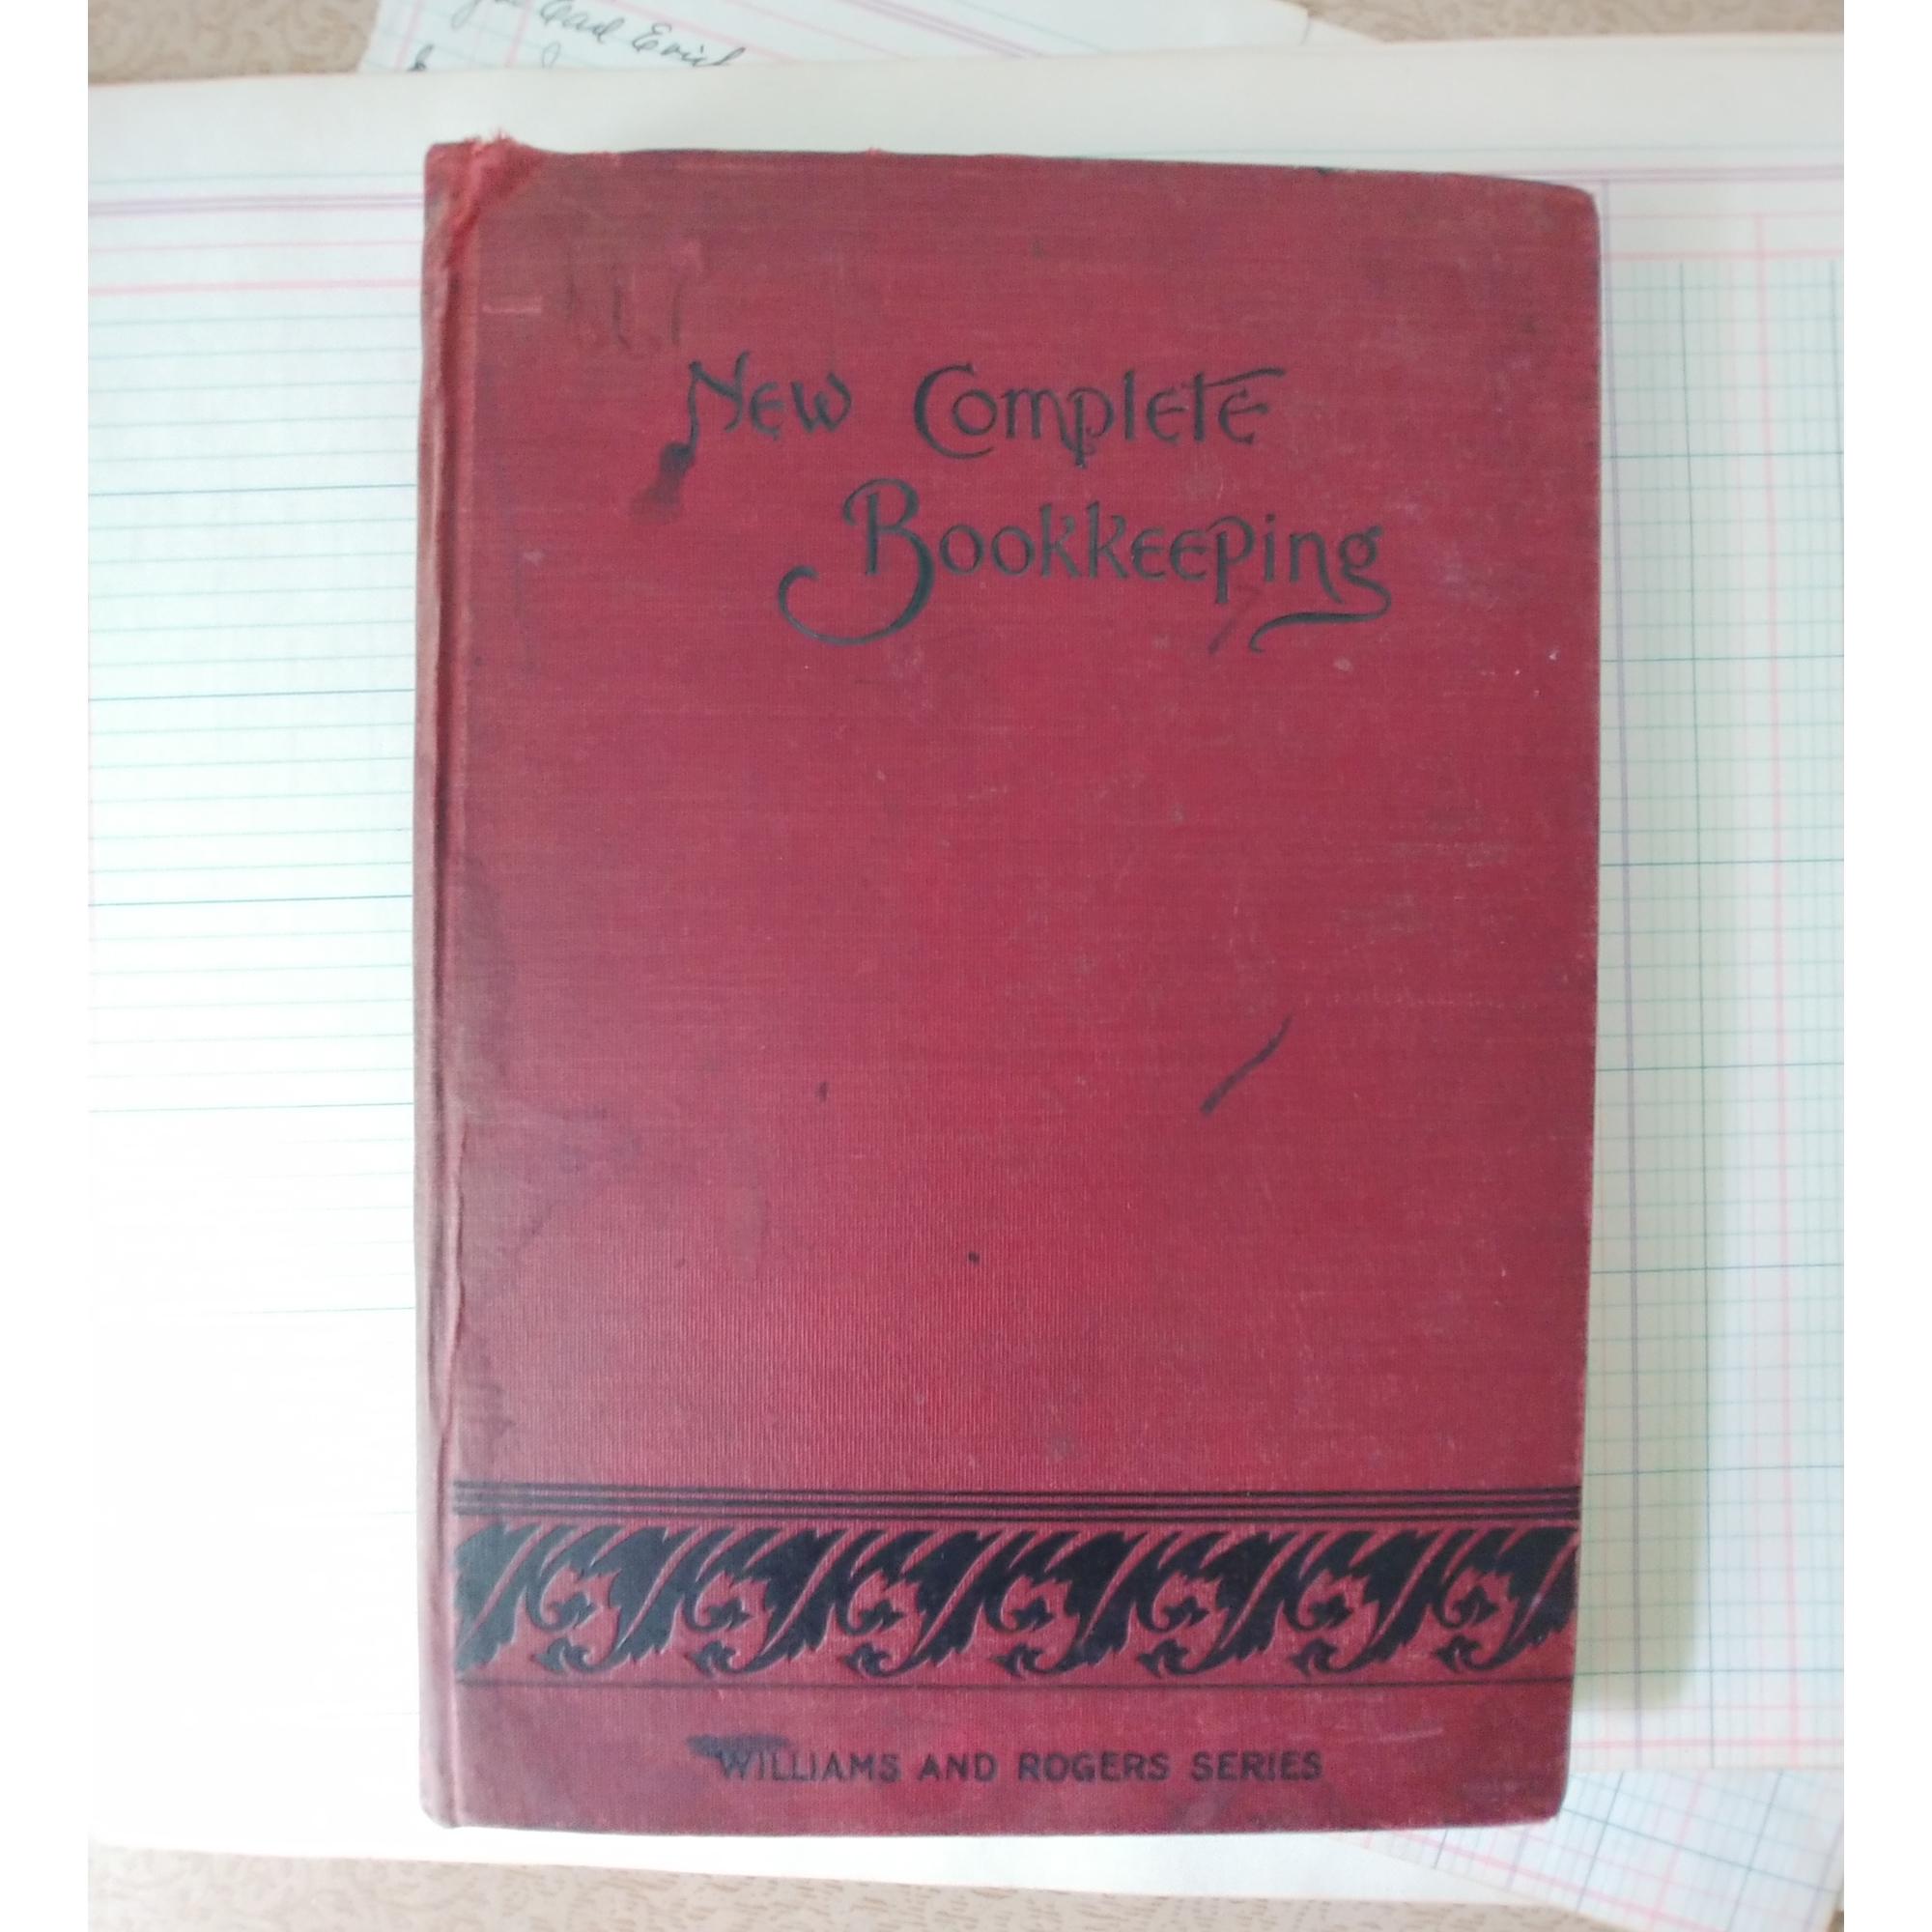 New Complete
Bookkeeping
WILLIAMS AND ROGERS SERIES